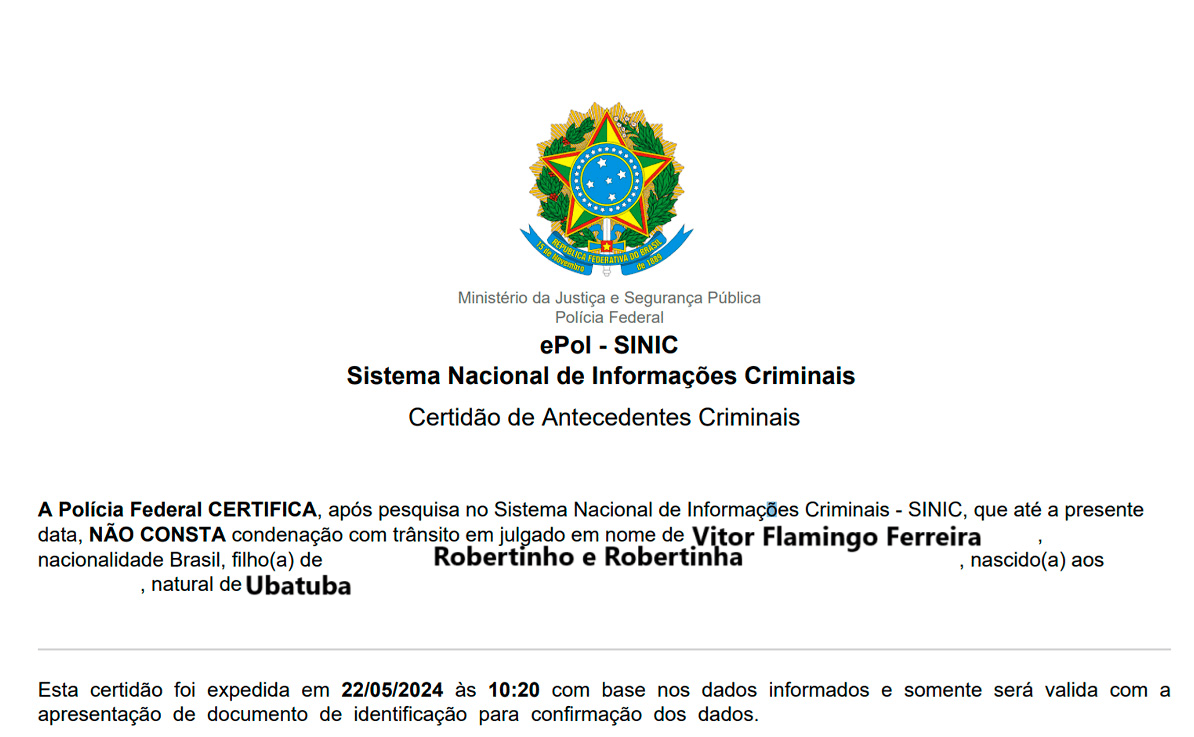 REPÚBLICA FEDERATIVA DO BRASIL
15 de Novembro de 1889
Ministério da Justiça e Segurança Pública
Polícia Federal
ePol - SINIC
Sistema Nacional de Informações Criminais
Certidão de Antecedentes Criminais
A Polícia Federal CERTIFICA, após pesquisa no Sistema Nacional de Informações Criminais - SINIC, que até a presente
data, NÃO CONSTA condenação com trânsito em julgado em nome de Vitor Flamingo Ferreira ,
nacionalidade Brasil, filho(a) de Robertinho e Robertinha , nascido(a) aos
, natural de Ubatuba
Esta certidão foi expedida em 22/05/2024 às 10:20 com base nos dados informados e somente será valida com a
apresentação de documento de identificação para confirmação dos dados.